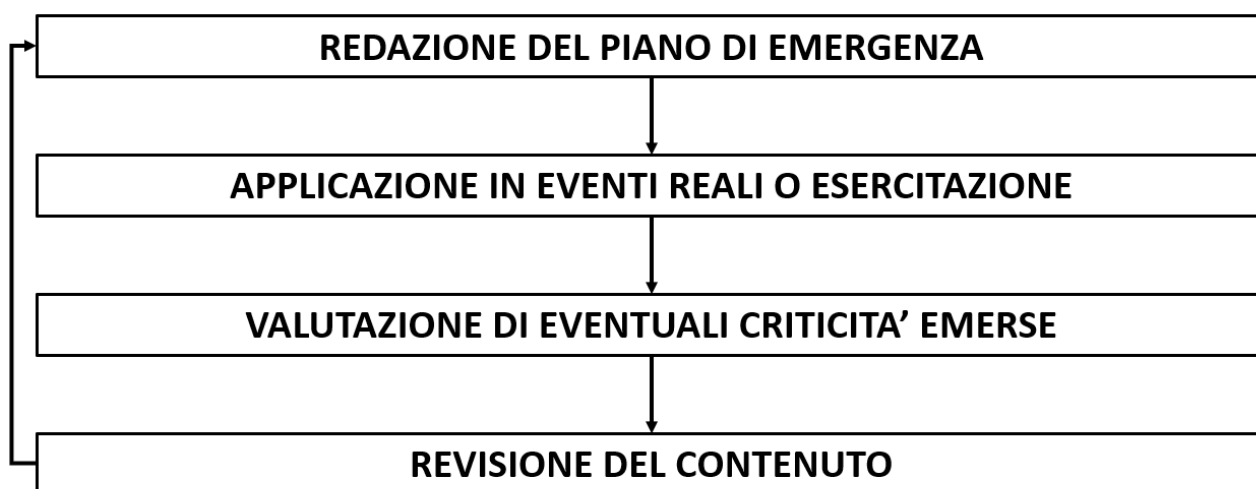 REDAZIONE DEL PIANO DI EMERGENZA
APPLICAZIONE IN EVENTI REALI O ESERCITAZIONE
VALUTAZIONE DI EVENTUALI CRITICITA’ EMERSE
REVISIONE DEL CONTENUTO